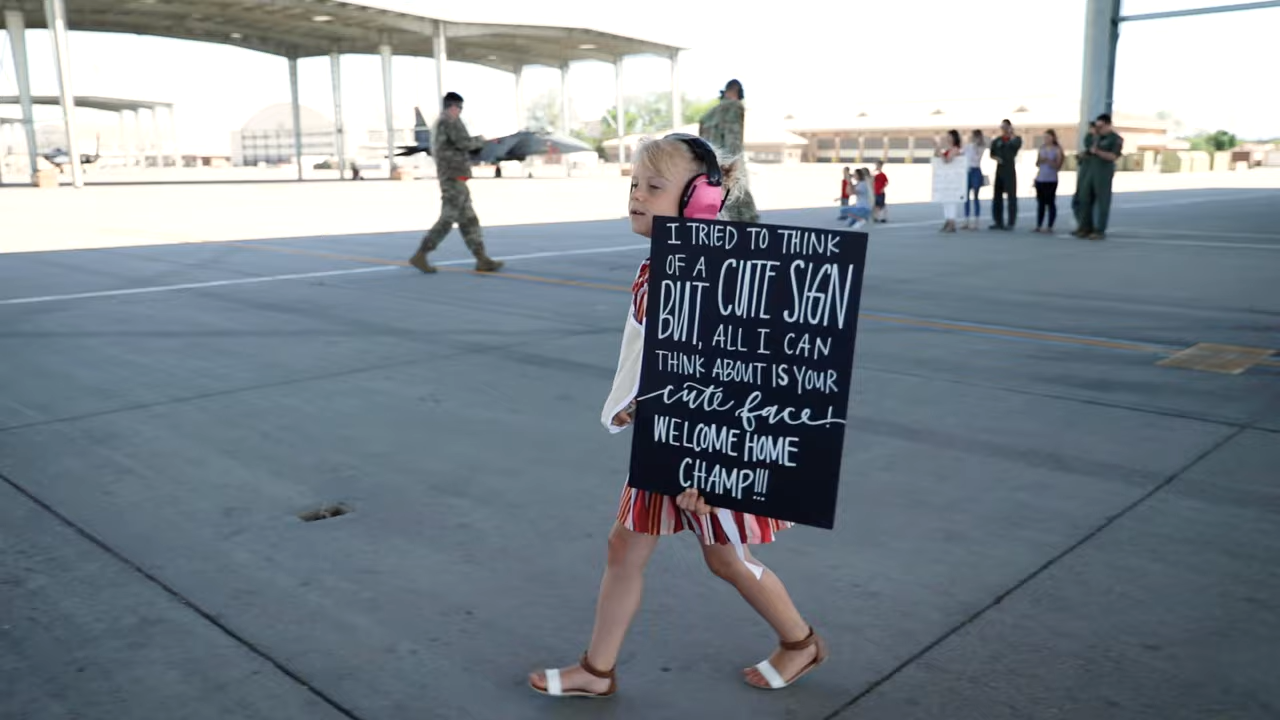 I TRIED TO THINK
OF A CUTE SIGN
BUT, ALL I CAN
THINK ABOUT IS YOUR
cute face!
WELCOME HOME
CHAMP!!!